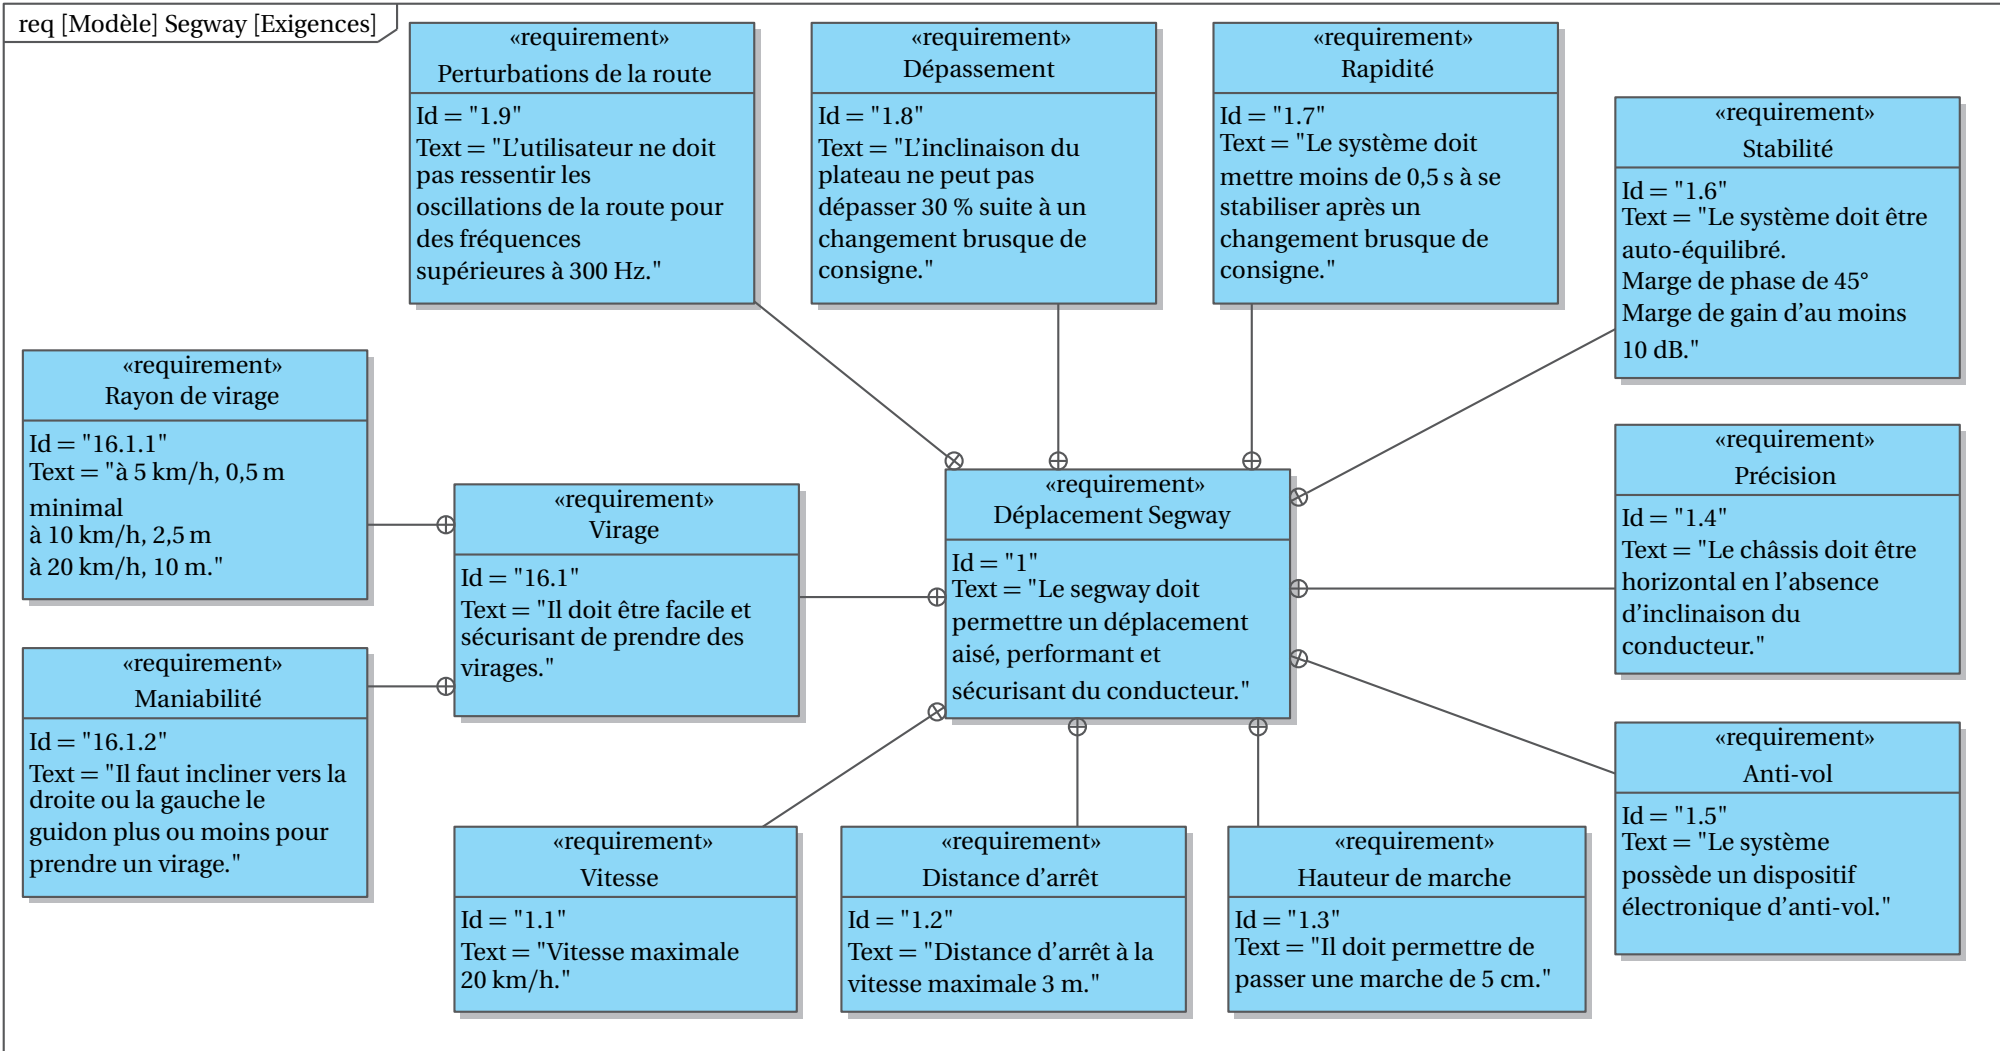 req [Modèle] Segway [Exigences]
«requirement»
Perturbations de la route
Id = "1.9"
Text = "L'utilisateur ne doit
pas ressentir les
oscillations de la route pour
des fréquences
supérieures à 300 Hz."
«requirement»
Dépassement
Id = "1.8"
Text = "L'inclinaison du
plateau ne peut pas
dépasser 30 % suite à un
changement brusque de
consigne."
«requirement»
Rapidité
Id = "1.7"
Text = "Le système doit
mettre moins de 0,5 s à se
stabiliser après un
changement brusque de
consigne."
«requirement»
Stabilité
Id = "1.6"
Text = "Le système doit être
auto-équilibré.
Marge de phase de 45°
Marge de gain d'au moins
10 dB."
«requirement»
Rayon de virage
Id = "16.1.1"
Text = "à 5 km/h, 0,5 m
minimal
à 10 km/h, 2,5 m
à 20 km/h, 10 m."
«requirement»
Virage
Id = "16.1"
Text = "Il doit être facile et
sécurisant de prendre des
virages."
«requirement»
Déplacement Segway
Id = "1"
Text = "Le segway doit
permettre un déplacement
aisé, performant et
sécurisant du conducteur."
«requirement»
Précision
Id = "1.4"
Text = "Le châssis doit être
horizontal en l'absence
d'inclinaison du
conducteur."
«requirement»
Maniabilité
Id = "16.1.2"
Text = "Il faut incliner vers la
droite ou la gauche le
guidon plus ou moins pour
prendre un virage."
«requirement»
Anti-vol
Id = "1.5"
Text = "Le système
possède un dispositif
électronique d'anti-vol."
«requirement»
Vitesse
Id = "1.1"
Text = "Vitesse maximale
20 km/h."
«requirement»
Distance d'arrêt
Id = "1.2"
Text = "Distance d'arrêt à la
vitesse maximale 3 m."
«requirement»
Hauteur de marche
Id = "1.3"
Text = "Il doit permettre de
passer une marche de 5 cm."